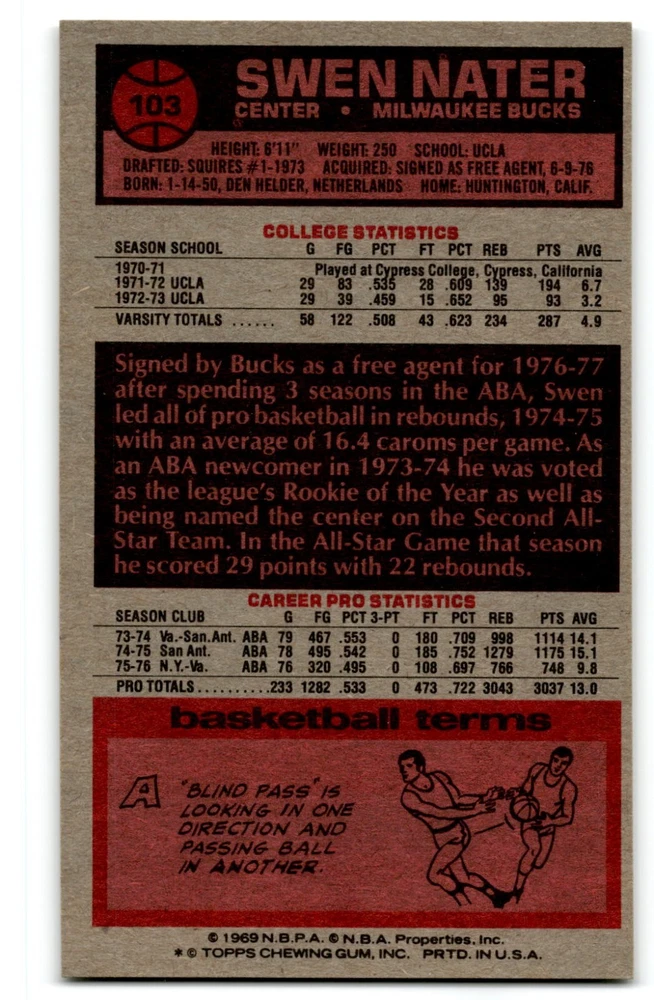 103
SWEN NATER
CENTER • MILWAUKEE BUCKS
HEIGHT: 6'11" WEIGHT: 250 SCHOOL: UCLA
DRAFTED: SQUIRES #1-1973 ACQUIRED: SIGNED AS FREE AGENT, 6-9-76
BORN: 1-14-50, DEN HELDER, NETHERLANDS HOME: HUNTINGTON, CALIF.
COLLEGE STATISTICS
SEASON SCHOOL G FG PCT FT PCT REB PTS AVG
1970-71 Played at Cypress College, Cypress, California
1971-72 UCLA 29 83 .535 28 .609 139 194 6.7
1972-73 UCLA 29 39 .459 15 .652 95 93 3.2
VARSITY TOTALS ...... 58 122 .508 43 .623 234 287 4.9
Signed by Bucks as a free agent for 1976-77
after spending 3 seasons in the ABA, Swen
led all of pro basketball in rebounds, 1974-75
with an average of 16.4 caroms per game. As
an ABA newcomer in 1973-74 he was voted
as the league's Rookie of the Year as well as
being named the center on the Second All-
Star Team. In the All-Star Game that season
he scored 29 points with 22 rebounds.
CAREER PRO STATISTICS
SEASON CLUB G FG PCT 3-PT FT PCT REB PTS AVG
73-74 Va.-San.Ant. ABA 79 467 .553 0 180 .709 998 1114 14.1
74-75 San Ant. ABA 78 495 .542 0 185 .752 1279 1175 15.1
75-76 N.Y.-Va. ABA 76 320 .495 0 108 .697 766 748 9.8
PRO TOTALS..........233 1282 .533 0 473 .722 3043 3037 13.0
basketball terms
A "BLIND PASS" IS
LOOKING IN ONE
DIRECTION AND
PASSING BALL
IN ANOTHER.
© 1969 N.B.P.A. © N.B.A. Properties, Inc.
* © TOPPS CHEWING GUM, INC. PRTD. IN U.S.A.